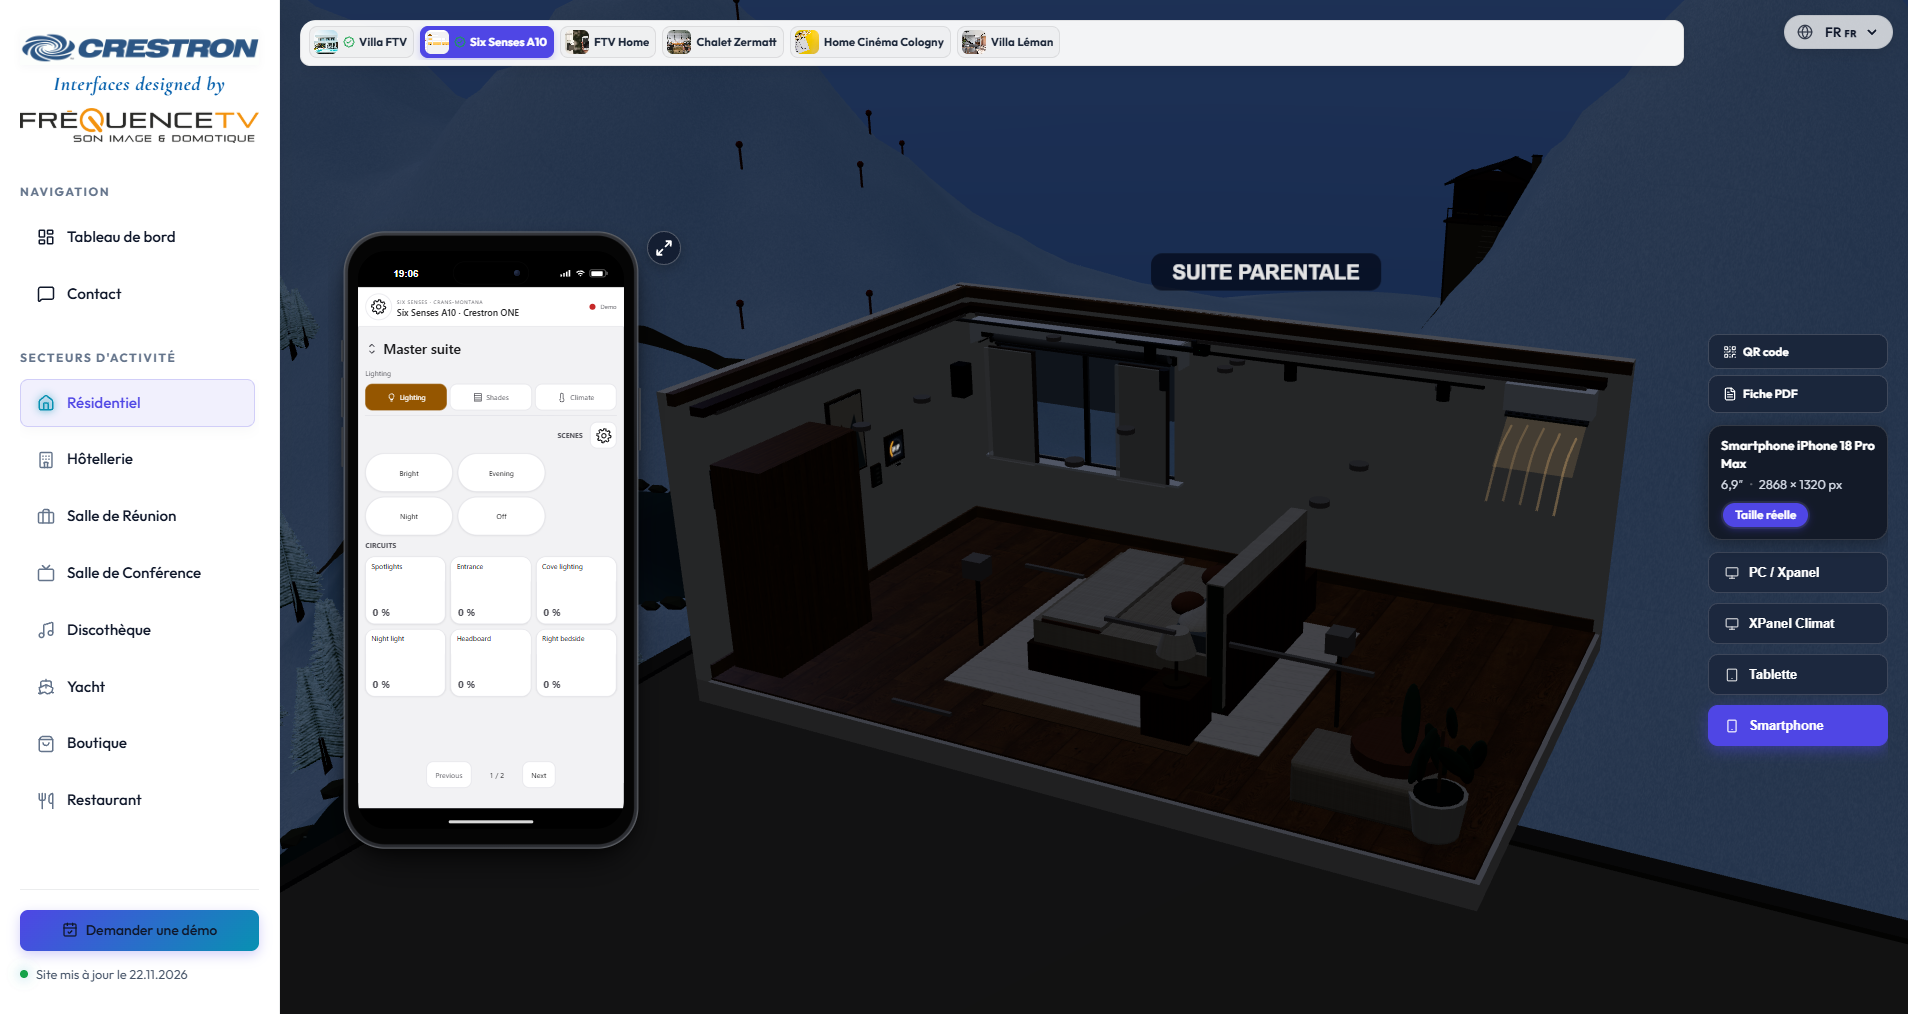 CRESTRON
Interfaces designed by
FRÉQUENCETV
SON IMAGE & DOMOTIQUE
NAVIGATION
Tableau de bord
Contact
SECTEURS D'ACTIVITÉ
Résidentiel
Hôtellerie
Salle de Réunion
Salle de Conférence
Discothèque
Yacht
Boutique
Restaurant
Demander une démo
Site mis à jour le 22.11.2026
Villa FTV
Six Senses A10
FTV Home
Chalet Zermatt
Home Cinéma Cologny
Villa Léman
FR FR
19:06
SIX SENSES - CRANS-MONTANA
Six Senses A10 · Crestron ONE
Demo
Master suite
Lighting
Lighting
Shades
Climate
SCENES
Bright
Evening
Night
Off
CIRCUITS
Spotlights
Entrance
Cove lighting
0 %
0 %
0 %
Night light
Headboard
Right bedside
0 %
0 %
0 %
Previous
1 / 2
Next
SUITE PARENTALE
QR code
Fiche PDF
Smartphone iPhone 18 Pro
Max
6,9" · 2868 × 1320 px
Taille réelle
PC / Xpanel
XPanel Climat
Tablette
Smartphone